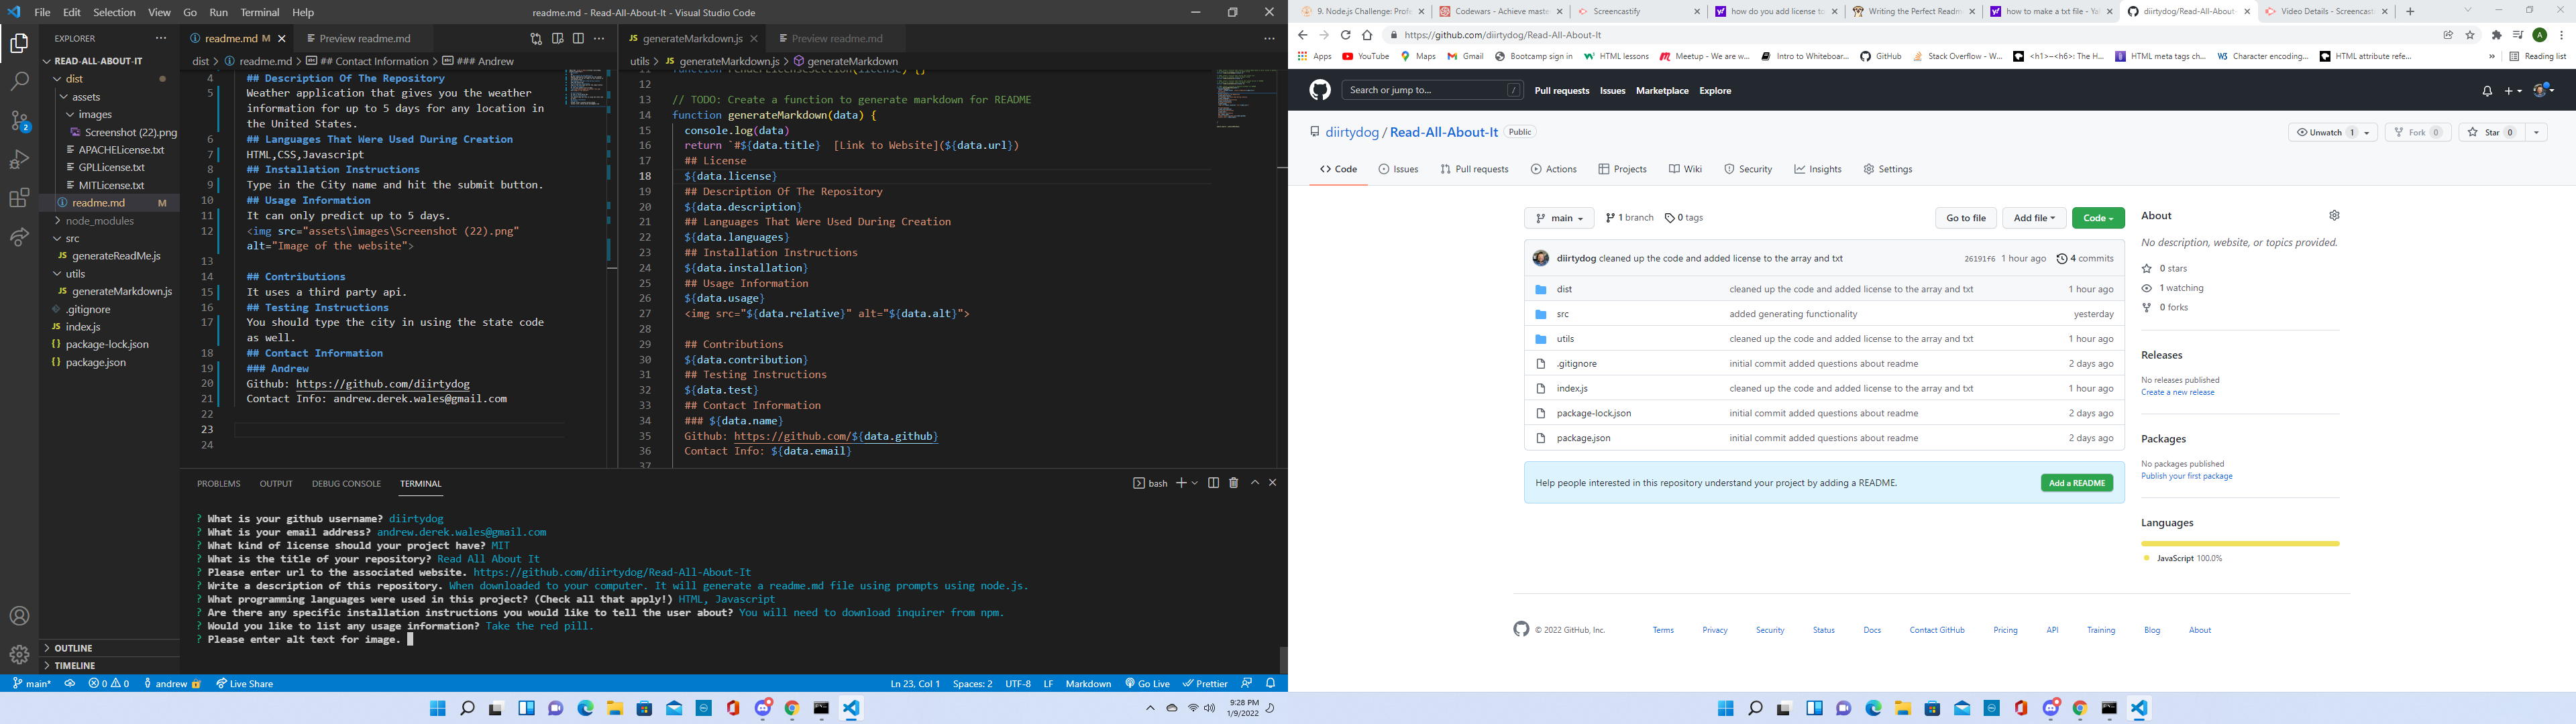 File Edit Selection View Go Run Terminal Help
readme.md - Read-All-About-It - Visual Studio Code
EXPLORER
READ-ALL-ABOUT-IT
dist
assets
images
Screenshot (22).png
APACHELicense.txt
GPLLicense.txt
MITLicense.txt
readme.md M
node_modules
src
generateReadMe.js
utils
generateMarkdown.js
.gitignore
index.js
package-lock.json
package.json
OUTLINE
TIMELINE
readme.md M
Preview readme.md
dist > readme.md > ## Contact Information > ### Andrew
4 ## Description Of The Repository
5 Weather application that gives you the weather
information for up to 5 days for any location in
the United States.
6 ## Languages That Were Used During Creation
7 HTML,CSS,Javascript
8 ## Installation Instructions
9 Type in the City name and hit the submit button.
10 ## Usage Information
11 It can only predict up to 5 days.
12 <img src="assets\images\Screenshot (22).png"
alt="Image of the website">
13
14 ## Contributions
15 It uses a third party api.
16 ## Testing Instructions
17 You should type the city in using the state code
as well.
18 ## Contact Information
19 ### Andrew
20 Github: https://github.com/diirtydog
21 Contact Info: andrew.derek.wales@gmail.com
22
23
24
generateMarkdown.js
Preview readme.md
utils > generateMarkdown.js > generateMarkdown
12
13 // TODO: Create a function to generate markdown for README
14 function generateMarkdown(data) {
15 console.log(data)
16 return `#${data.title} [Link to Website](${data.url})
17 ## License
18 ${data.license}
19 ## Description Of The Repository
20 ${data.description}
21 ## Languages That Were Used During Creation
22 ${data.languages}
23 ## Installation Instructions
24 ${data.installation}
25 ## Usage Information
26 ${data.usage}
27 <img src="${data.relative}" alt="${data.alt}">
28
29 ## Contributions
30 ${data.contribution}
31 ## Testing Instructions
32 ${data.test}
33 ## Contact Information
34 ### ${data.name}
35 Github: https://github.com/${data.github}
36 Contact Info: ${data.email}
37
PROBLEMS OUTPUT DEBUG CONSOLE TERMINAL
bash
? What is your github username? diirtydog
? What is your email address? andrew.derek.wales@gmail.com
? What kind of license should your project have? MIT
? What is the title of your repository? Read All About It
? Please enter url to the associated website. https://github.com/diirtydog/Read-All-About-It
? Write a description of this repository. When downloaded to your computer. It will generate a readme.md file using prompts using node.js.
? What programming languages were used in this project? (Check all that apply!) HTML, Javascript
? Are there any specific installation instructions you would like to tell the user about? You will need to download inquirer from npm.
? Would you like to list any usage information? Take the red pill.
? Please enter alt text for image.
main* 0 0 andrew Live Share
Ln 23, Col 1 Spaces: 2 UTF-8 LF Markdown Go Live Prettier
9:28 PM
1/9/2022
9. Node.js Challenge: Profe
Codewars - Achieve maste
Screencastify
how do you add license to
Writing the Perfect Readm
how to make a txt file - Ya
diirtydog/Read-All-About-
Video Details - Screencast
https://github.com/diirtydog/Read-All-About-It
Apps YouTube Maps Gmail Bootcamp sign in HTML lessons Meetup - We are w... Intro to Whiteboar... GitHub Stack Overflow - W... <h1>–<h6>: The H... HTML meta tags ch... Character encoding... HTML attribute refe... » Reading list
Search or jump to... /
Pull requests Issues Marketplace Explore
diirtydog / Read-All-About-It Public
Unwatch 1 Fork 0 Star 0
Code Issues Pull requests Actions Projects Wiki Security Insights Settings
main 1 branch 0 tags
Go to file Add file Code
diirtydog cleaned up the code and added license to the array and txt 26191f6 1 hour ago 4 commits
dist cleaned up the code and added license to the array and txt 1 hour ago
src added generating functionality yesterday
utils cleaned up the code and added license to the array and txt 1 hour ago
.gitignore initial commit added questions about readme 2 days ago
index.js cleaned up the code and added license to the array and txt 1 hour ago
package-lock.json initial commit added questions about readme 2 days ago
package.json initial commit added questions about readme 2 days ago
Help people interested in this repository understand your project by adding a README. Add a README
About
No description, website, or topics provided.
0 stars
1 watching
0 forks
Releases
No releases published
Create a new release
Packages
No packages published
Publish your first package
Languages
JavaScript 100.0%
© 2022 GitHub, Inc. Terms Privacy Security Status Docs Contact GitHub Pricing API Training Blog About